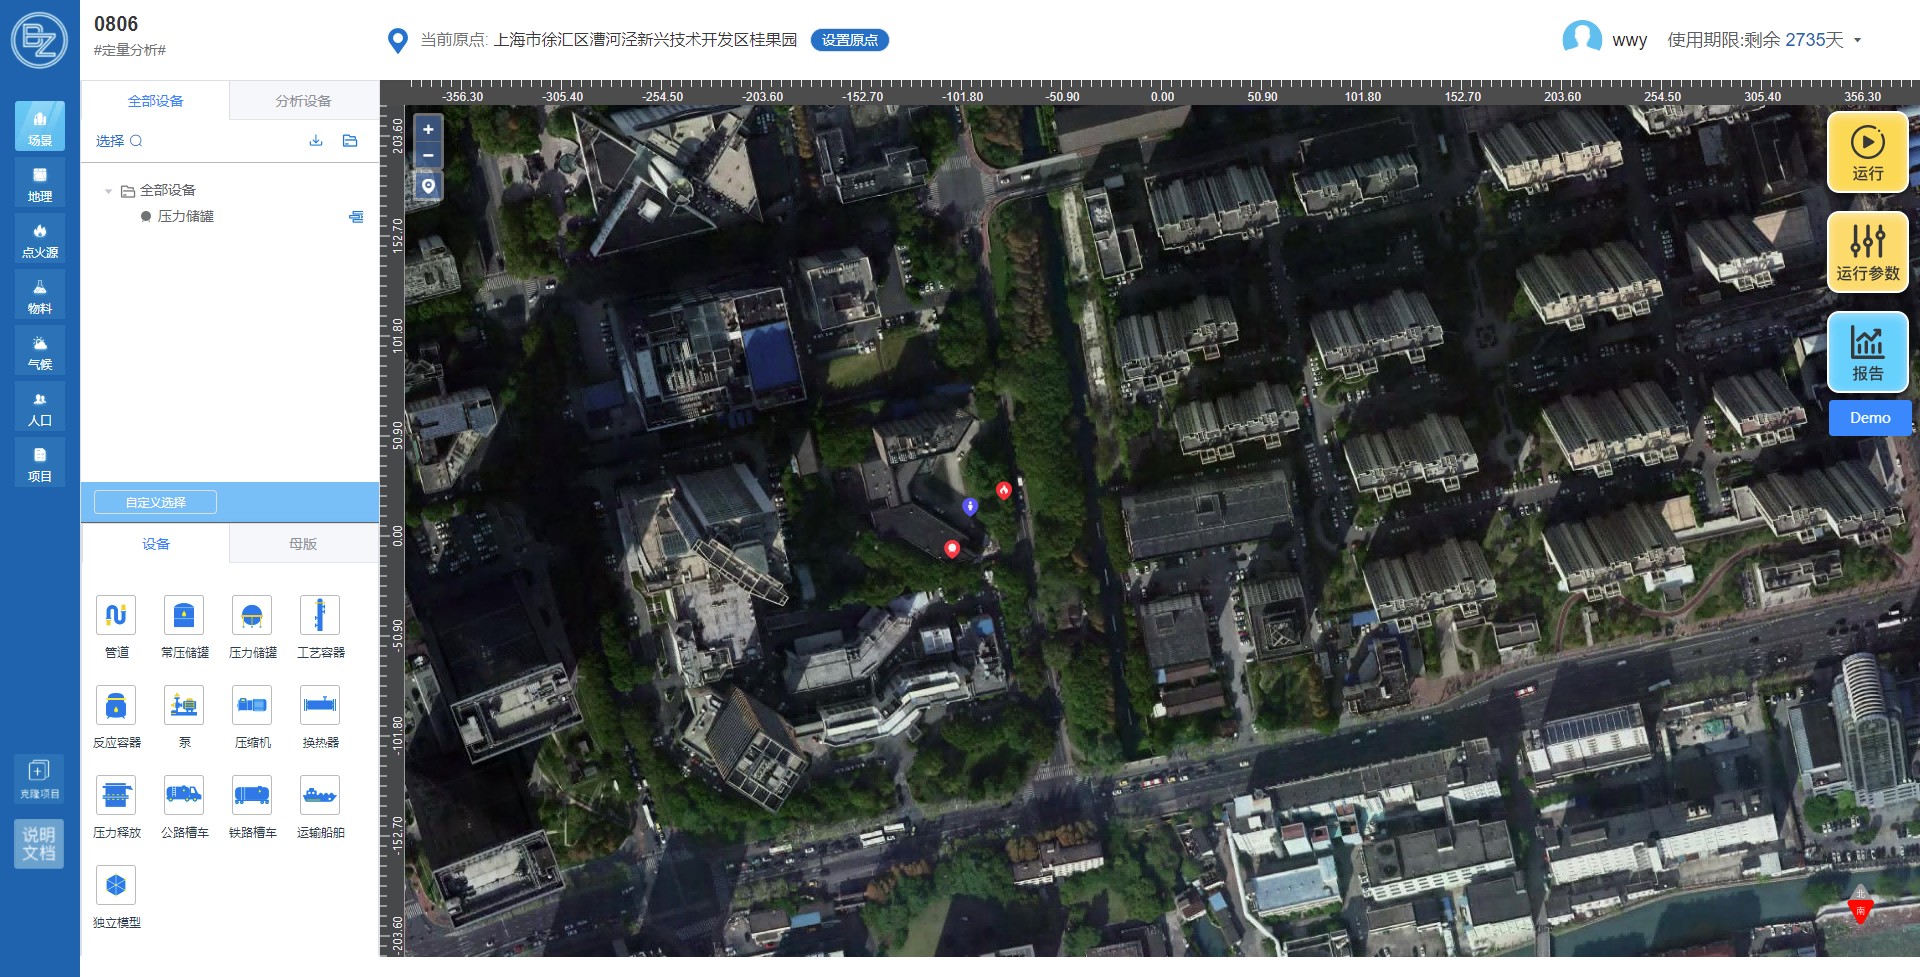 BZ
0806
#定量分析#
当前原点: 上海市徐汇区漕河泾新兴技术开发区桂果园
设置原点
wwy
使用期限:剩余 2735天
场景
地理
点火源
物料
气候
人口
项目
克隆项目
说明
文档
全部设备
分析设备
选择
全部设备
压力储罐
自定义选择
设备
母版
管道
常压储罐
压力储罐
工艺容器
反应容器
泵
压缩机
换热器
压力释放
公路槽车
铁路槽车
运输船舶
独立模型
-356.30
-305.40
-254.50
-203.60
-152.70
-101.80
-50.90
0.00
50.90
101.80
152.70
203.60
254.50
305.40
356.30
203.60
152.70
101.80
50.90
0.00
-50.90
-101.80
-152.70
-203.60
+
−
运行
运行参数
报告
Demo
北
南